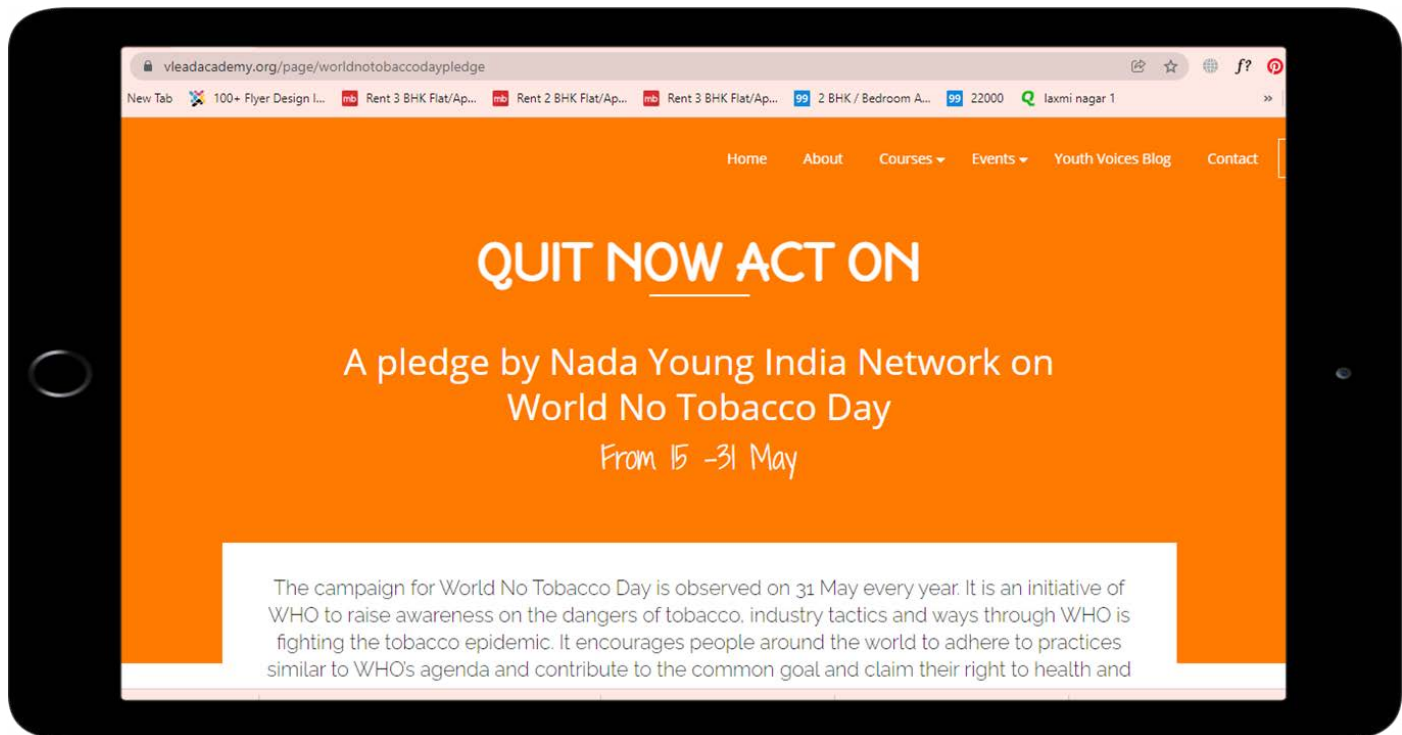 vleadacademy.org/page/worldnotobaccodaypledge
f?
New Tab 100+ Flyer Design I... mb Rent 3 BHK Flat/Ap... mb Rent 2 BHK Flat/Ap... mb Rent 3 BHK Flat/Ap... 99 2 BHK / Bedroom A... 99 22000 Q laxmi nagar 1 »
Home About Courses Events Youth Voices Blog Contact
QUIT NOW ACT ON
A pledge by Nada Young India Network on
World No Tobacco Day
From 15 -31 May
The campaign for World No Tobacco Day is observed on 31 May every year. It is an initiative of
WHO to raise awareness on the dangers of tobacco, industry tactics and ways through WHO is
fighting the tobacco epidemic. It encourages people around the world to adhere to practices
similar to WHO's agenda and contribute to the common goal and claim their right to health and